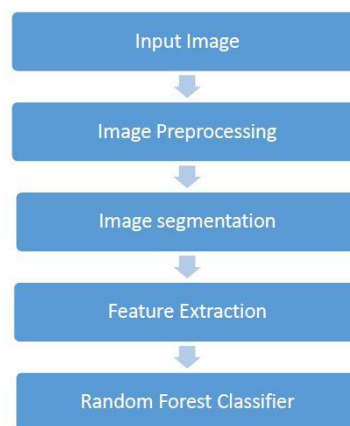 Input Image
Image Preprocessing
Image segmentation
Feature Extraction
Random Forest Classifier